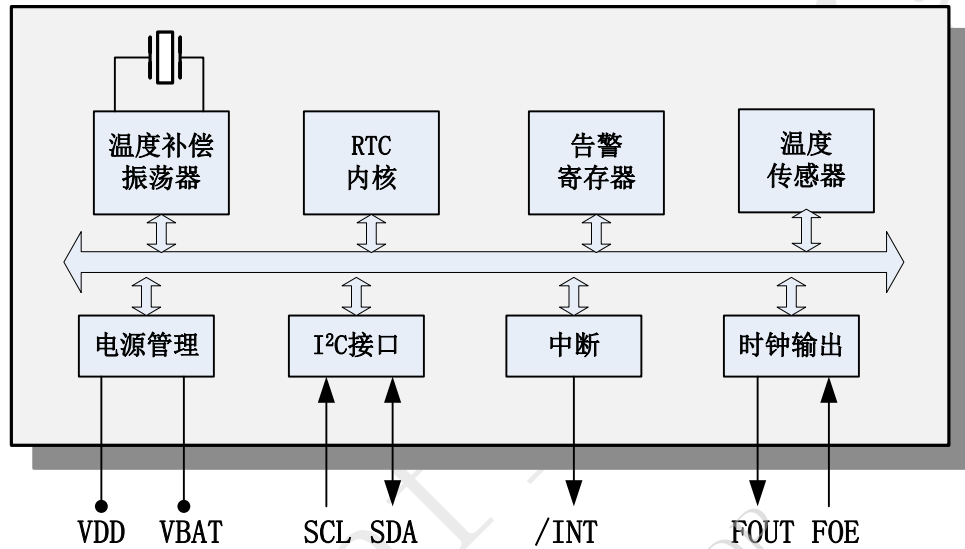 温度补偿
振荡器
RTC
内核
告警
寄存器
温度
传感器
电源管理
I²C接口
中断
时钟输出
VDD VBAT SCL SDA /INT FOUT FOE